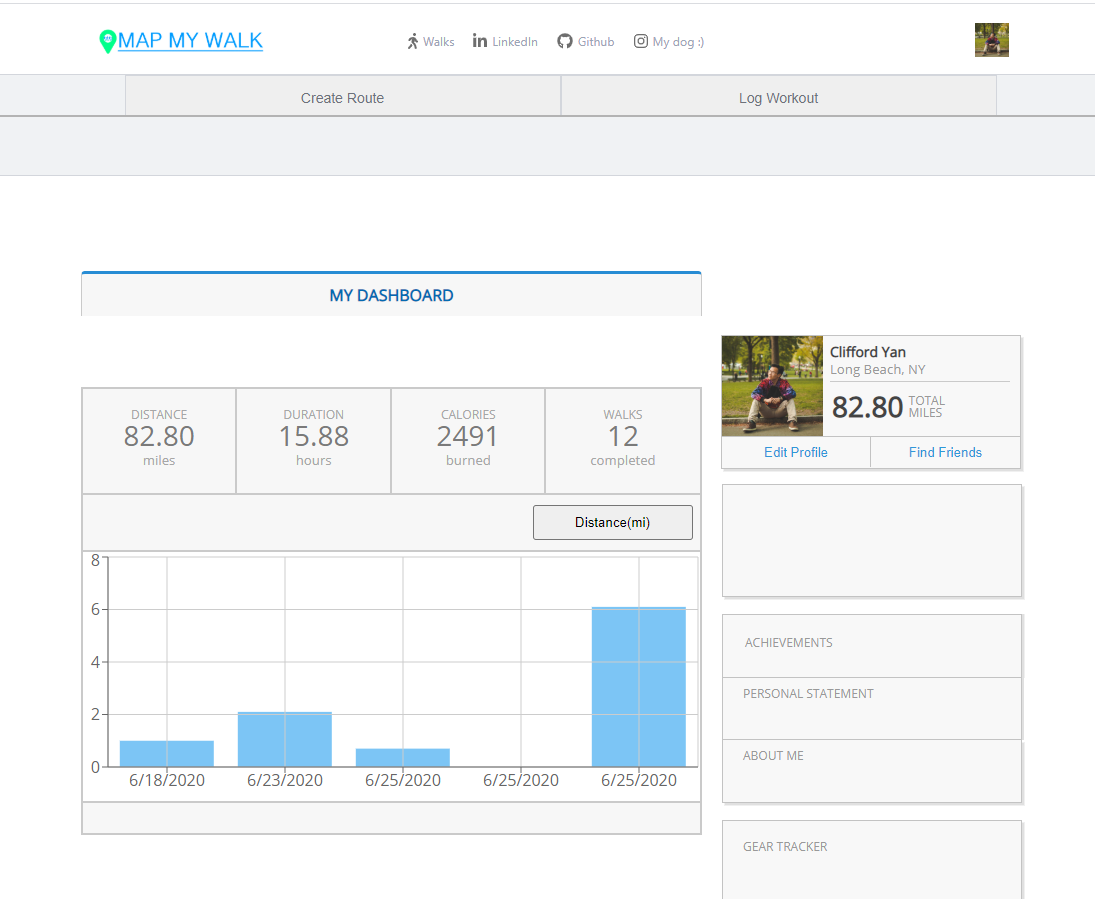 MAP MY WALK
Walks LinkedIn Github My dog :)
Create Route Log Workout
MY DASHBOARD
Clifford Yan
Long Beach, NY
82.80 TOTAL
MILES
Edit Profile Find Friends
DISTANCE DURATION CALORIES WALKS
82.80 15.88 2491 12
miles hours burned completed
Distance(mi)
8
6
4
2
0
6/18/2020 6/23/2020 6/25/2020 6/25/2020 6/25/2020
ACHIEVEMENTS
PERSONAL STATEMENT
ABOUT ME
GEAR TRACKER